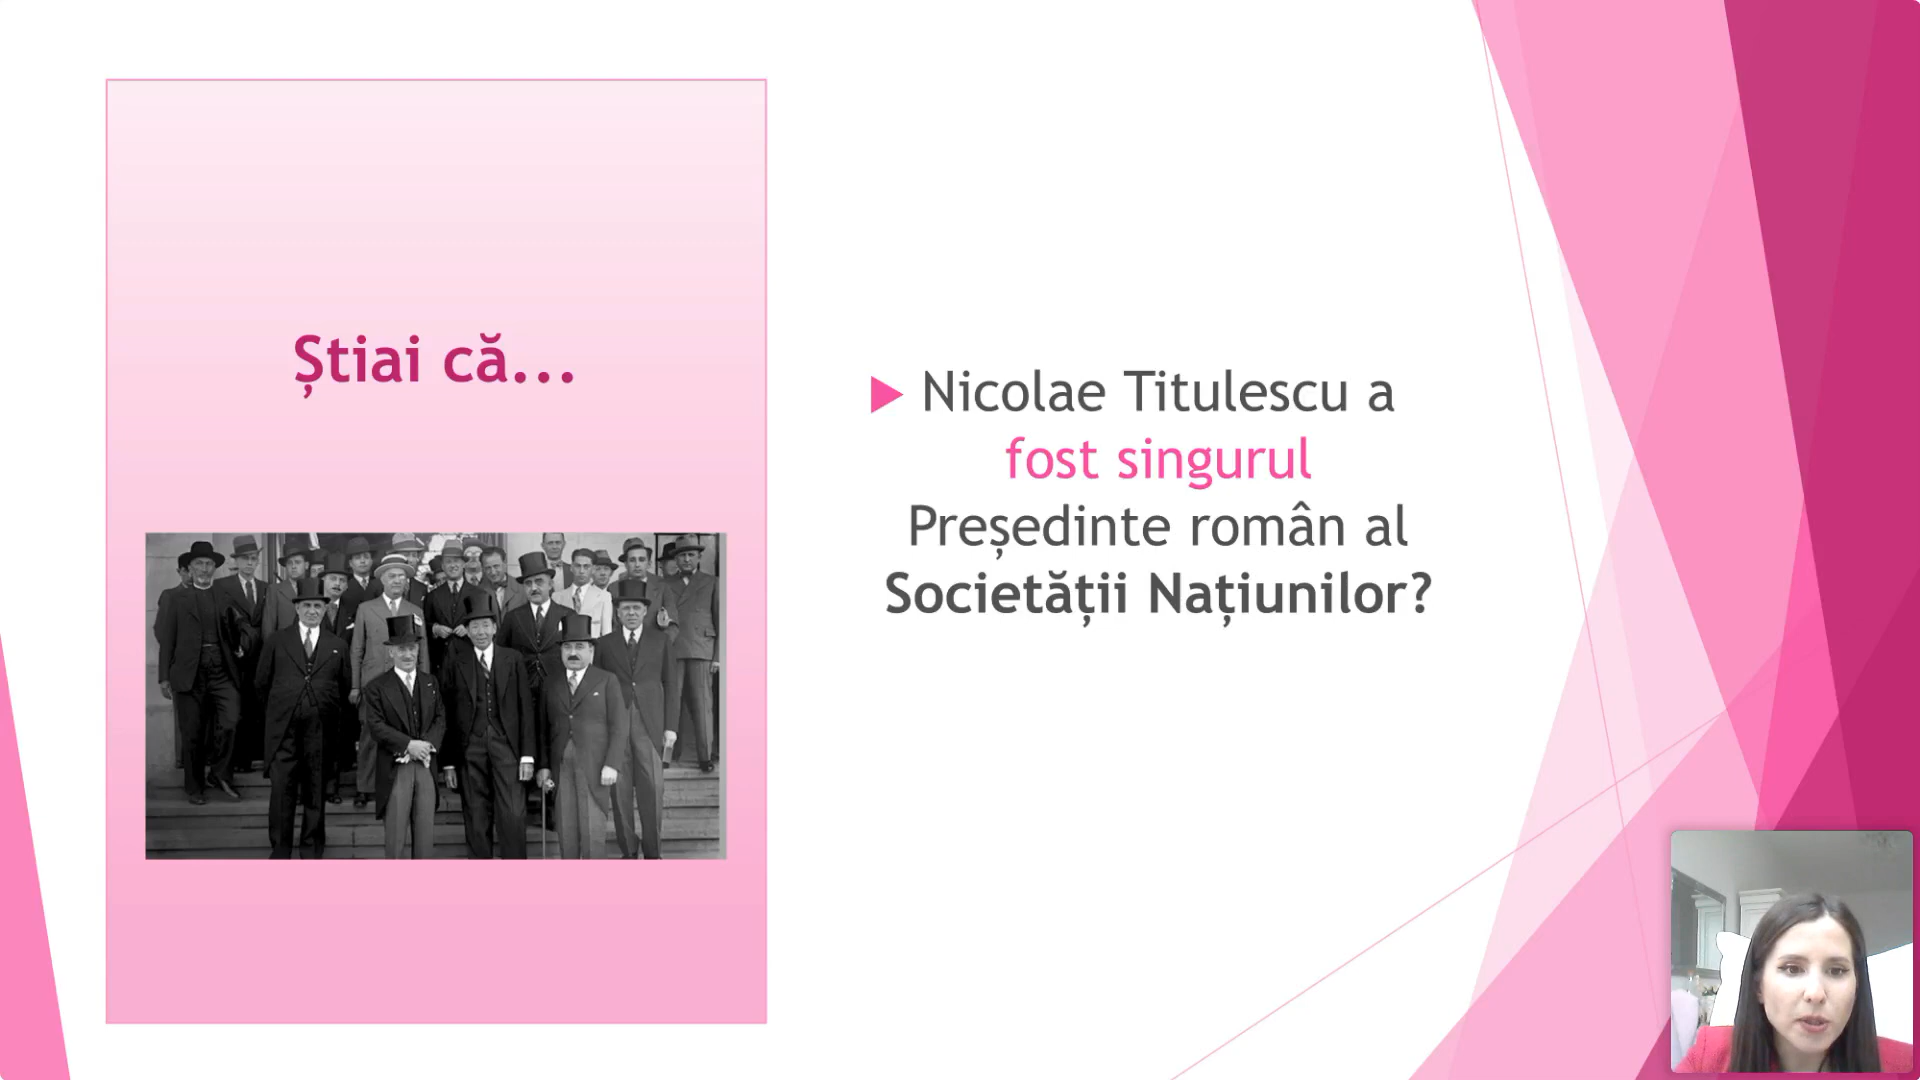 Știai că...
Nicolae Titulescu a
fost singurul
Președinte român al
Societății Națiunilor?